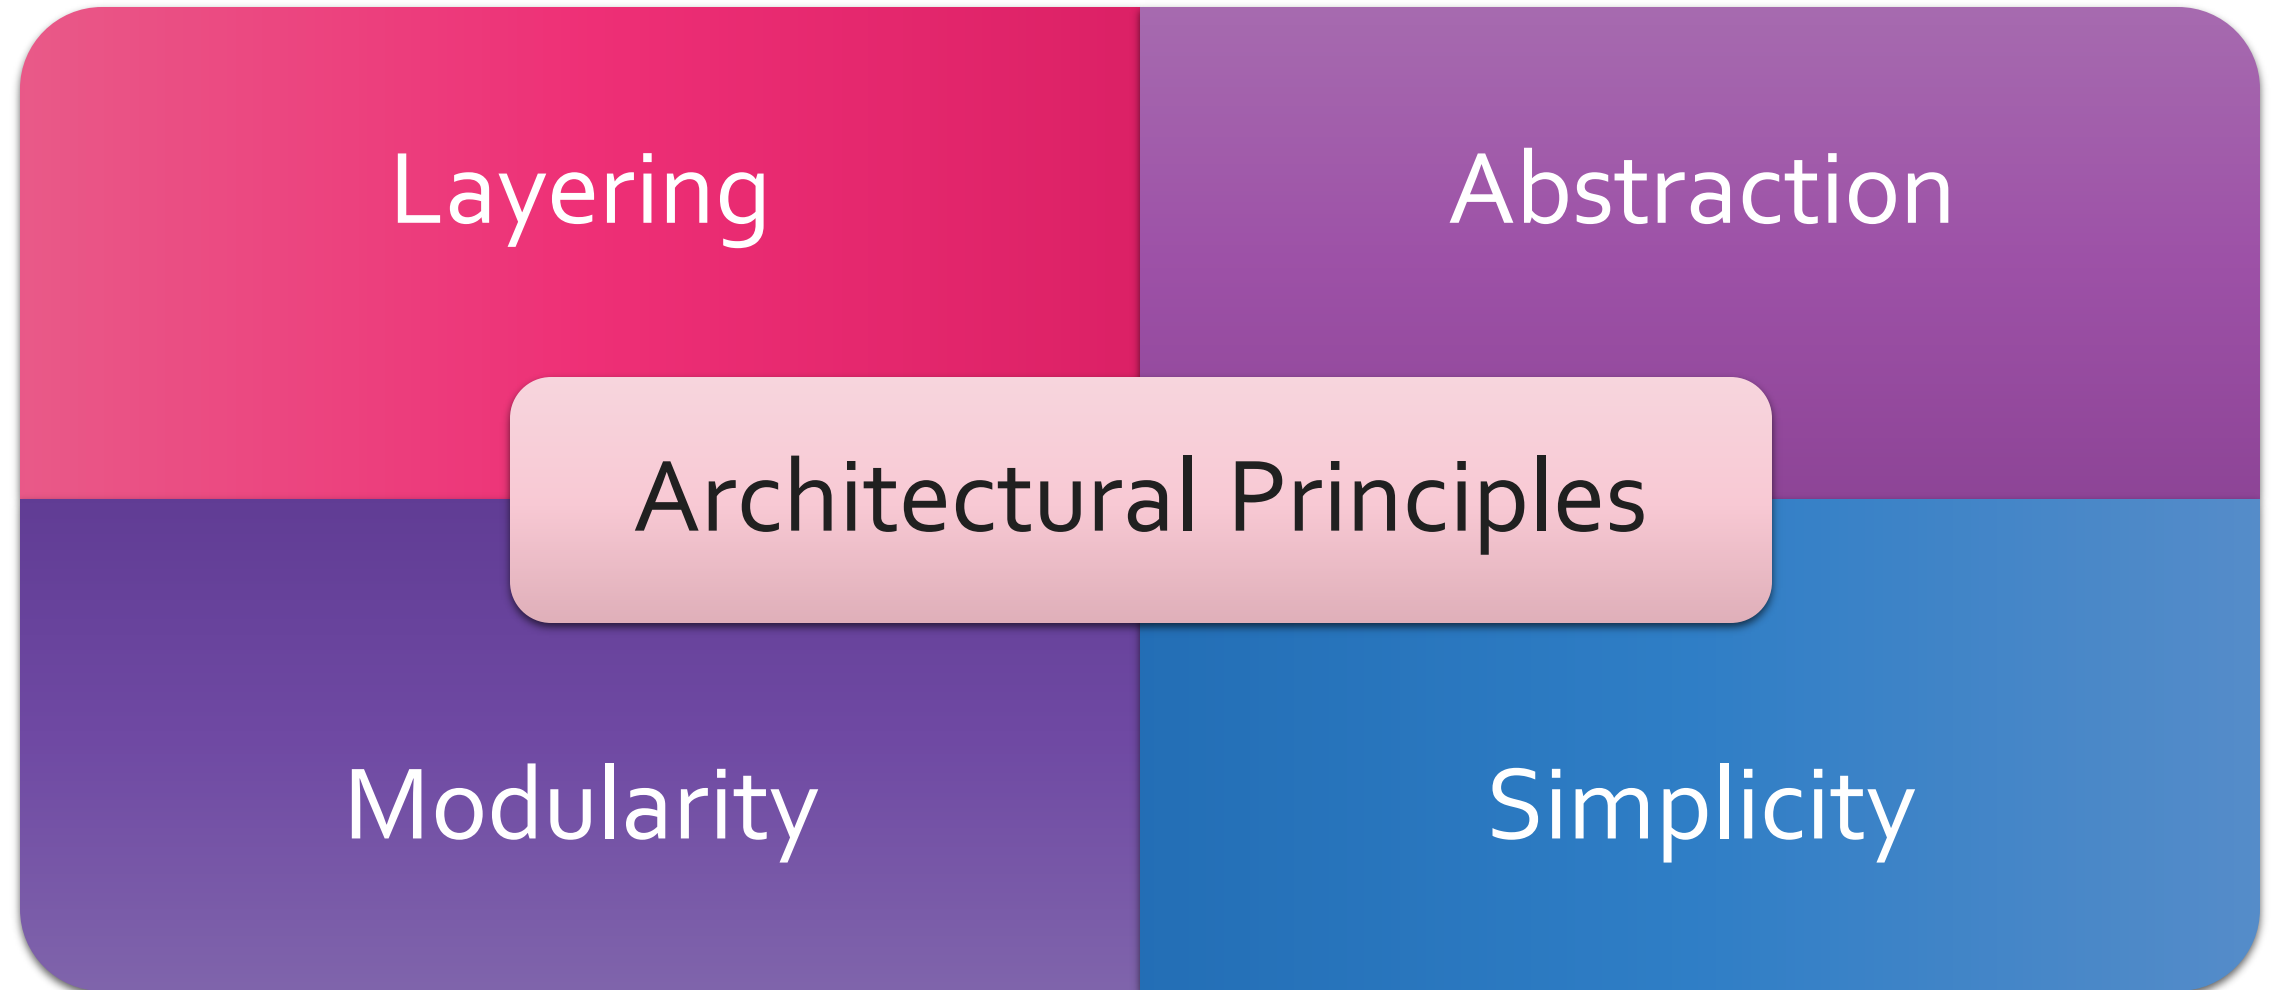 Layering
Abstraction
Architectural Principles
Modularity
Simplicity